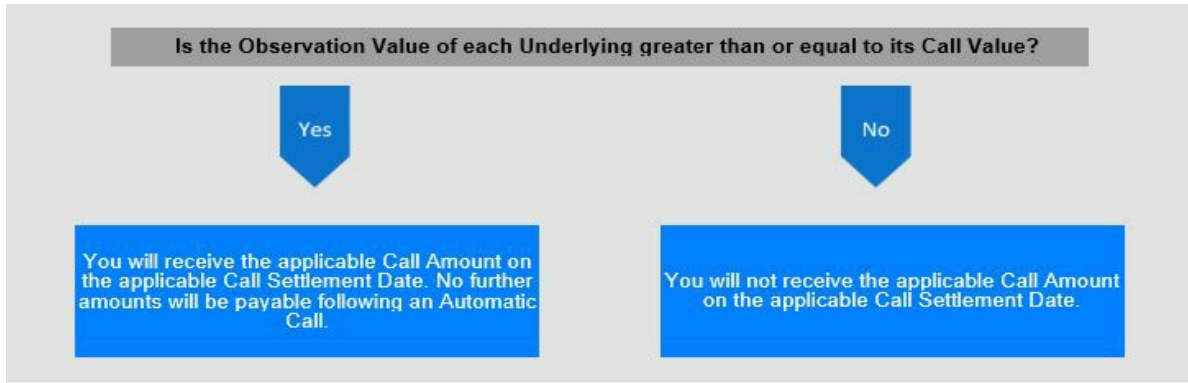 Is the Observation Value of each Underlying greater than or equal to its Call Value?
Yes
No
You will receive the applicable Call Amount on
the applicable Call Settlement Date. No further
amounts will be payable following an Automatic
Call.
You will not receive the applicable Call Amount
on the applicable Call Settlement Date.